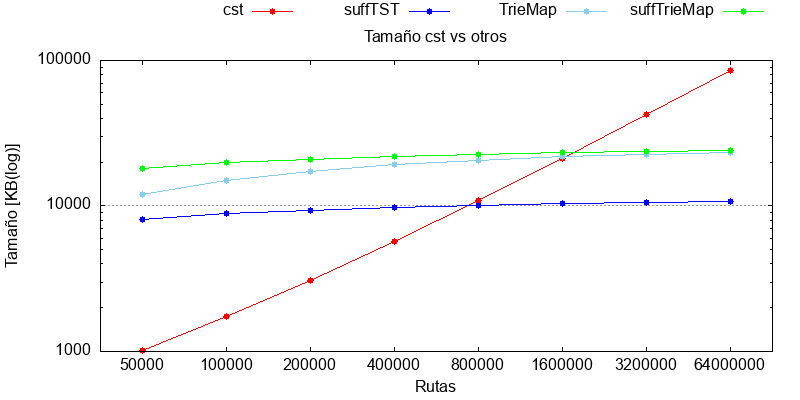 cst suffTST TrieMap suffTrieMap
Tamaño cst vs otros
Tamaño [KB(log)]
100000
10000
1000
50000 100000 200000 400000 800000 1600000 3200000 64000000
Rutas